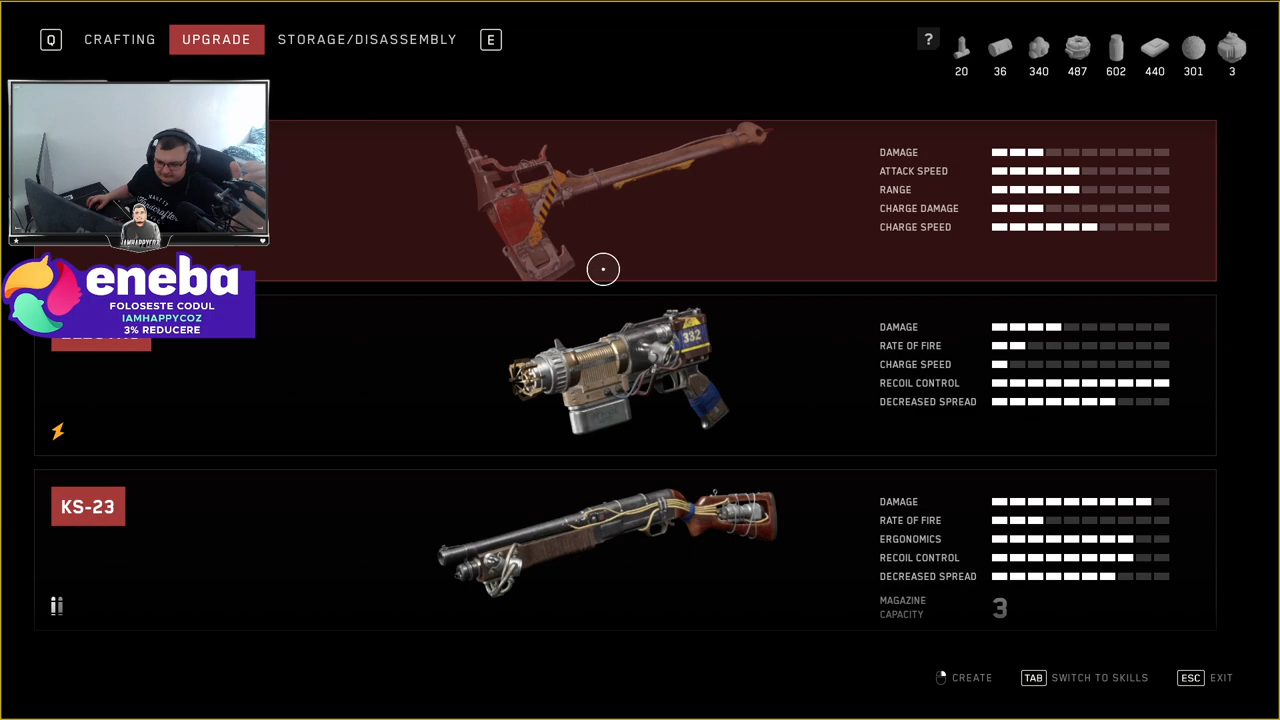 Q CRAFTING UPGRADE STORAGE/DISASSEMBLY E
?
20 36 340 487 602 440 301 3
DAMAGE
ATTACK SPEED
RANGE
CHARGE DAMAGE
CHARGE SPEED
IAMHAPPYCOZ
eneba
FOLOSESTE CODUL
IAMHAPPYCOZ
3% REDUCERE
332
DAMAGE
RATE OF FIRE
CHARGE SPEED
RECOIL CONTROL
DECREASED SPREAD
KS-23
DAMAGE
RATE OF FIRE
ERGONOMICS
RECOIL CONTROL
DECREASED SPREAD
MAGAZINE
CAPACITY
3
CREATE TAB SWITCH TO SKILLS ESC EXIT